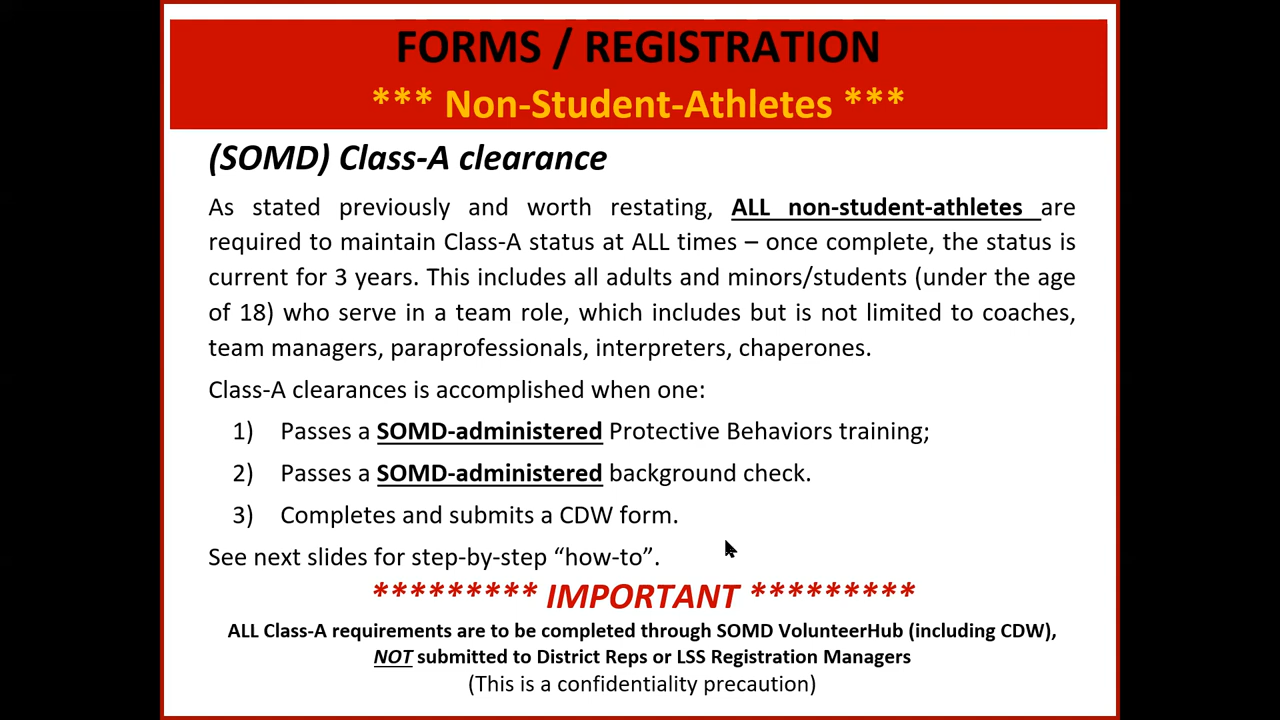 FORMS / REGISTRATION
*** Non-Student-Athletes ***
(SOMD) Class-A clearance
As stated previously and worth restating, ALL non-student-athletes are
required to maintain Class-A status at ALL times – once complete, the status is
current for 3 years. This includes all adults and minors/students (under the age
of 18) who serve in a team role, which includes but is not limited to coaches,
team managers, paraprofessionals, interpreters, chaperones.
Class-A clearances is accomplished when one:
1) Passes a SOMD-administered Protective Behaviors training;
2) Passes a SOMD-administered background check.
3) Completes and submits a CDW form.
See next slides for step-by-step “how-to”.
********* IMPORTANT *********
ALL Class-A requirements are to be completed through SOMD VolunteerHub (including CDW),
NOT submitted to District Reps or LSS Registration Managers
(This is a confidentiality precaution)